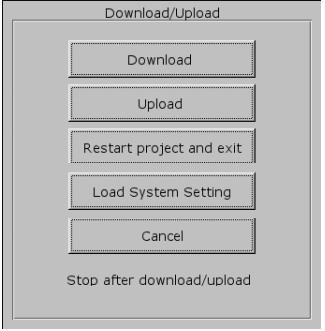 Download/Upload
Download
Upload
Restart project and exit
Load System Setting
Cancel
Stop after download/upload